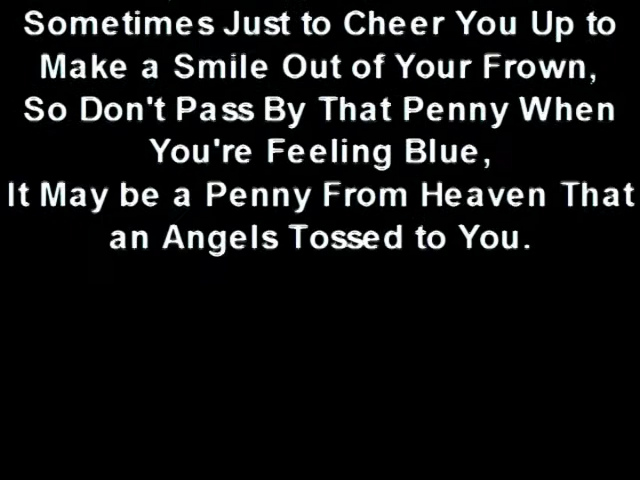 Sometimes Just to Cheer You Up to
Make a Smile Out of Your Frown,
So Don't Pass By That Penny When
You're Feeling Blue,
It May be a Penny From Heaven That
an Angels Tossed to You.